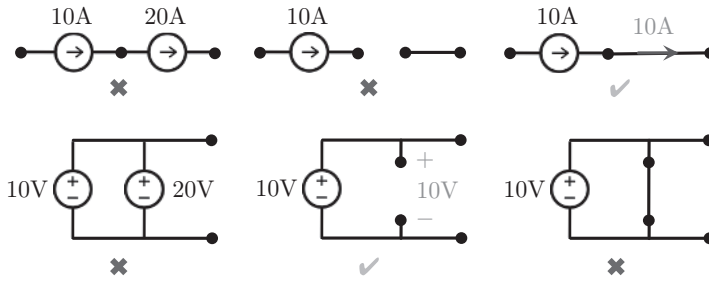 10A 20A 10A 10A 10A
✖ ✖ ✔
10V 20V 10V + 10V − 10V
✖ ✔ ✖